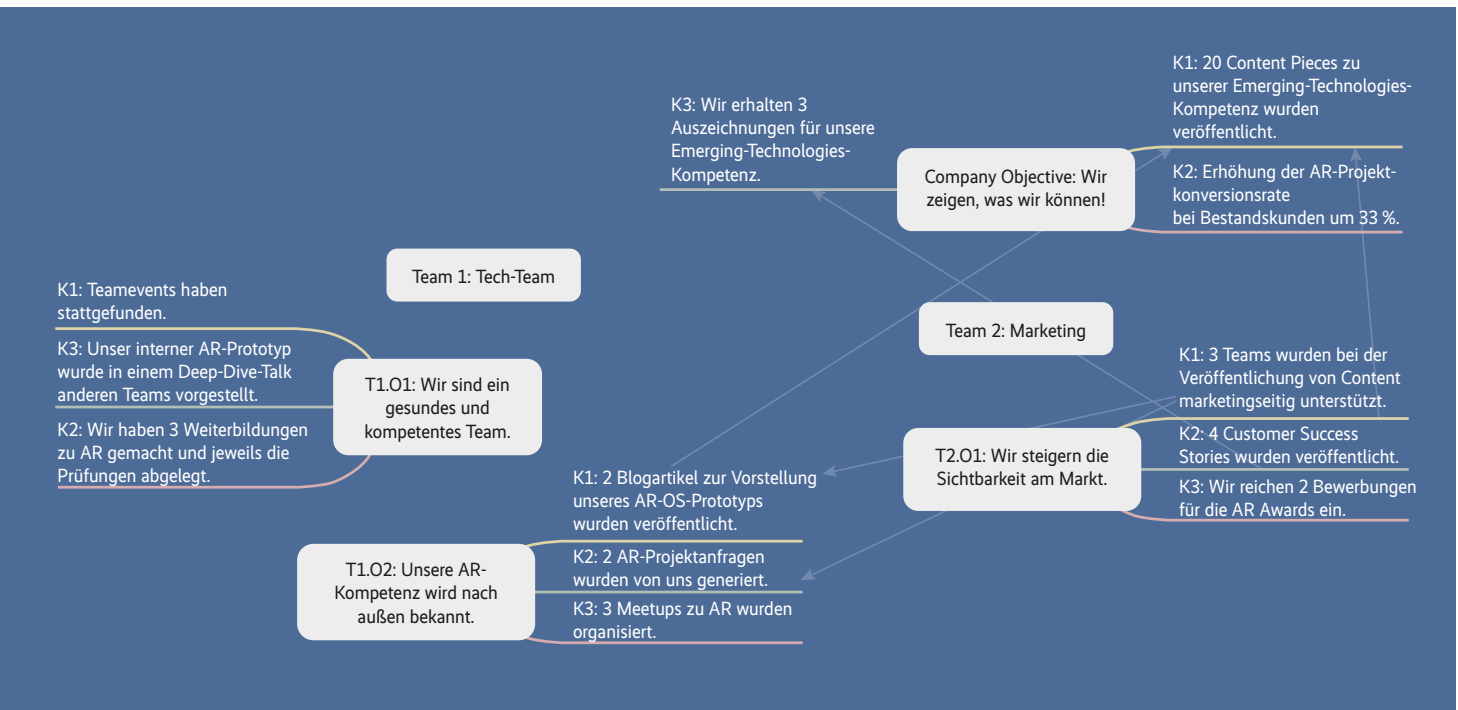 K3: Wir erhalten 3
Auszeichnungen für unsere
Emerging-Technologies-
Kompetenz.
Company Objective: Wir
zeigen, was wir können!
K1: 20 Content Pieces zu
unserer Emerging-Technologies-
Kompetenz wurden
veröffentlicht.
K2: Erhöhung der AR-Projekt-
konversionsrate
bei Bestandskunden um 33 %.
Team 1: Tech-Team
K1: Teamevents haben
stattgefunden.
K3: Unser interner AR-Prototyp
wurde in einem Deep-Dive-Talk
anderen Teams vorgestellt.
K2: Wir haben 3 Weiterbildungen
zu AR gemacht und jeweils die
Prüfungen abgelegt.
T1.O1: Wir sind ein
gesundes und
kompetentes Team.
T1.O2: Unsere AR-
Kompetenz wird nach
außen bekannt.
K1: 2 Blogartikel zur Vorstellung
unseres AR-OS-Prototyps
wurden veröffentlicht.
K2: 2 AR-Projektanfragen
wurden von uns generiert.
K3: 3 Meetups zu AR wurden
organisiert.
Team 2: Marketing
T2.O1: Wir steigern die
Sichtbarkeit am Markt.
K1: 3 Teams wurden bei der
Veröffentlichung von Content
marketingseitig unterstützt.
K2: 4 Customer Success
Stories wurden veröffentlicht.
K3: Wir reichen 2 Bewerbungen
für die AR Awards ein.